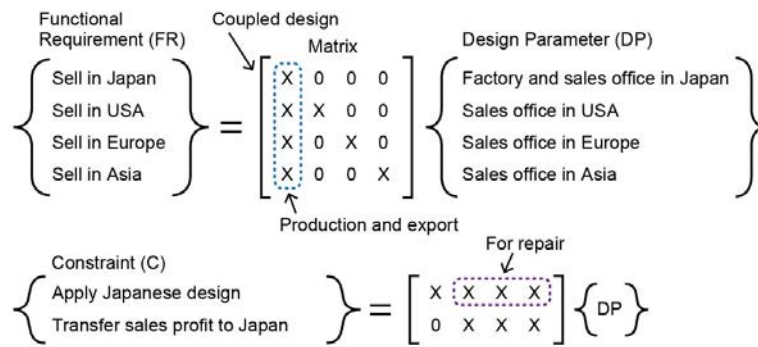 Functional Requirement (FR)
Coupled design
Matrix
Design Parameter (DP)
Sell in Japan X 0 0 0 Factory and sales office in Japan
Sell in USA = X X 0 0 Sales office in USA
Sell in Europe X 0 X 0 Sales office in Europe
Sell in Asia X 0 0 X Sales office in Asia
Production and export
For repair
Constraint (C)
Apply Japanese design = X X X X DP
Transfer sales profit to Japan 0 X X X